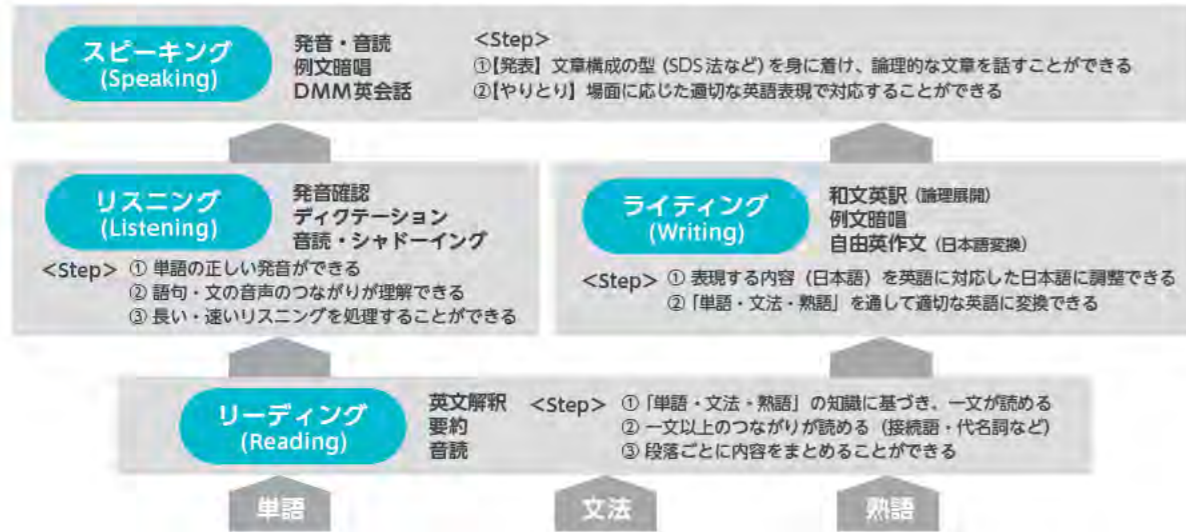 スピーキング
(Speaking)
発音・音読
例文暗唱
DMM英会話
<Step>
①【発表】文章構成の型 (SDS法など) を身に着け、論理的な文章を話すことができる
②【やりとり】場面に応じた適切な英語表現で対応することができる
リスニング
(Listening)
発音確認
ディクテーション
音読・シャドーイング
<Step> ① 単語の正しい発音ができる
② 語句・文の音声のつながりが理解できる
③ 長い・速いリスニングを処理することができる
ライティング
(Writing)
和文英訳 (論理展開)
例文暗唱
自由英作文 (日本語変換)
<Step> ① 表現する内容（日本語）を英語に対応した日本語に調整できる
②「単語・文法・熟語」を通して適切な英語に変換できる
リーディング
(Reading)
英文解釈
要約
音読
<Step> ①「単語・文法・熟語」の知識に基づき、一文が読める
② 一文以上のつながりが読める（接続語・代名詞など）
③ 段落ごとに内容をまとめることができる
単語
文法
熟語